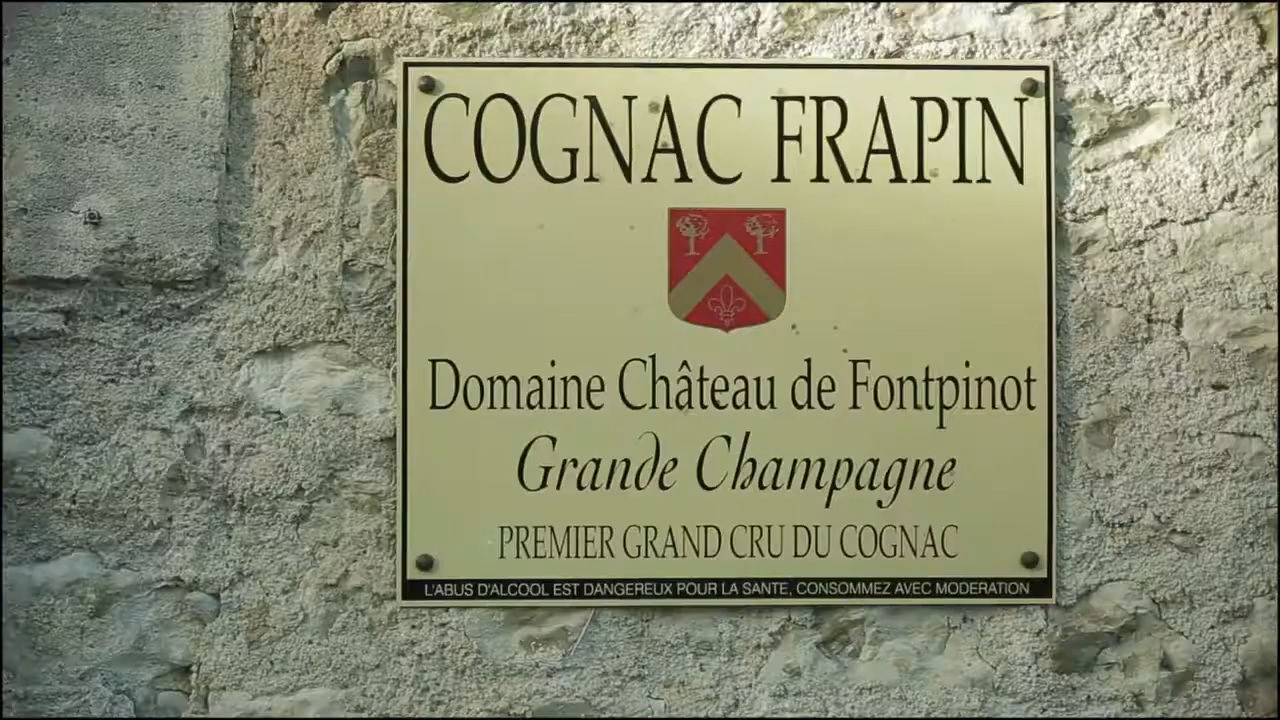 COGNAC FRAPIN
Domaine Château de Fontpinot
Grande Champagne
PREMIER GRAND CRU DU COGNAC
L'ABUS D'ALCOOL EST DANGEREUX POUR LA SANTE, CONSOMMEZ AVEC MODERATION